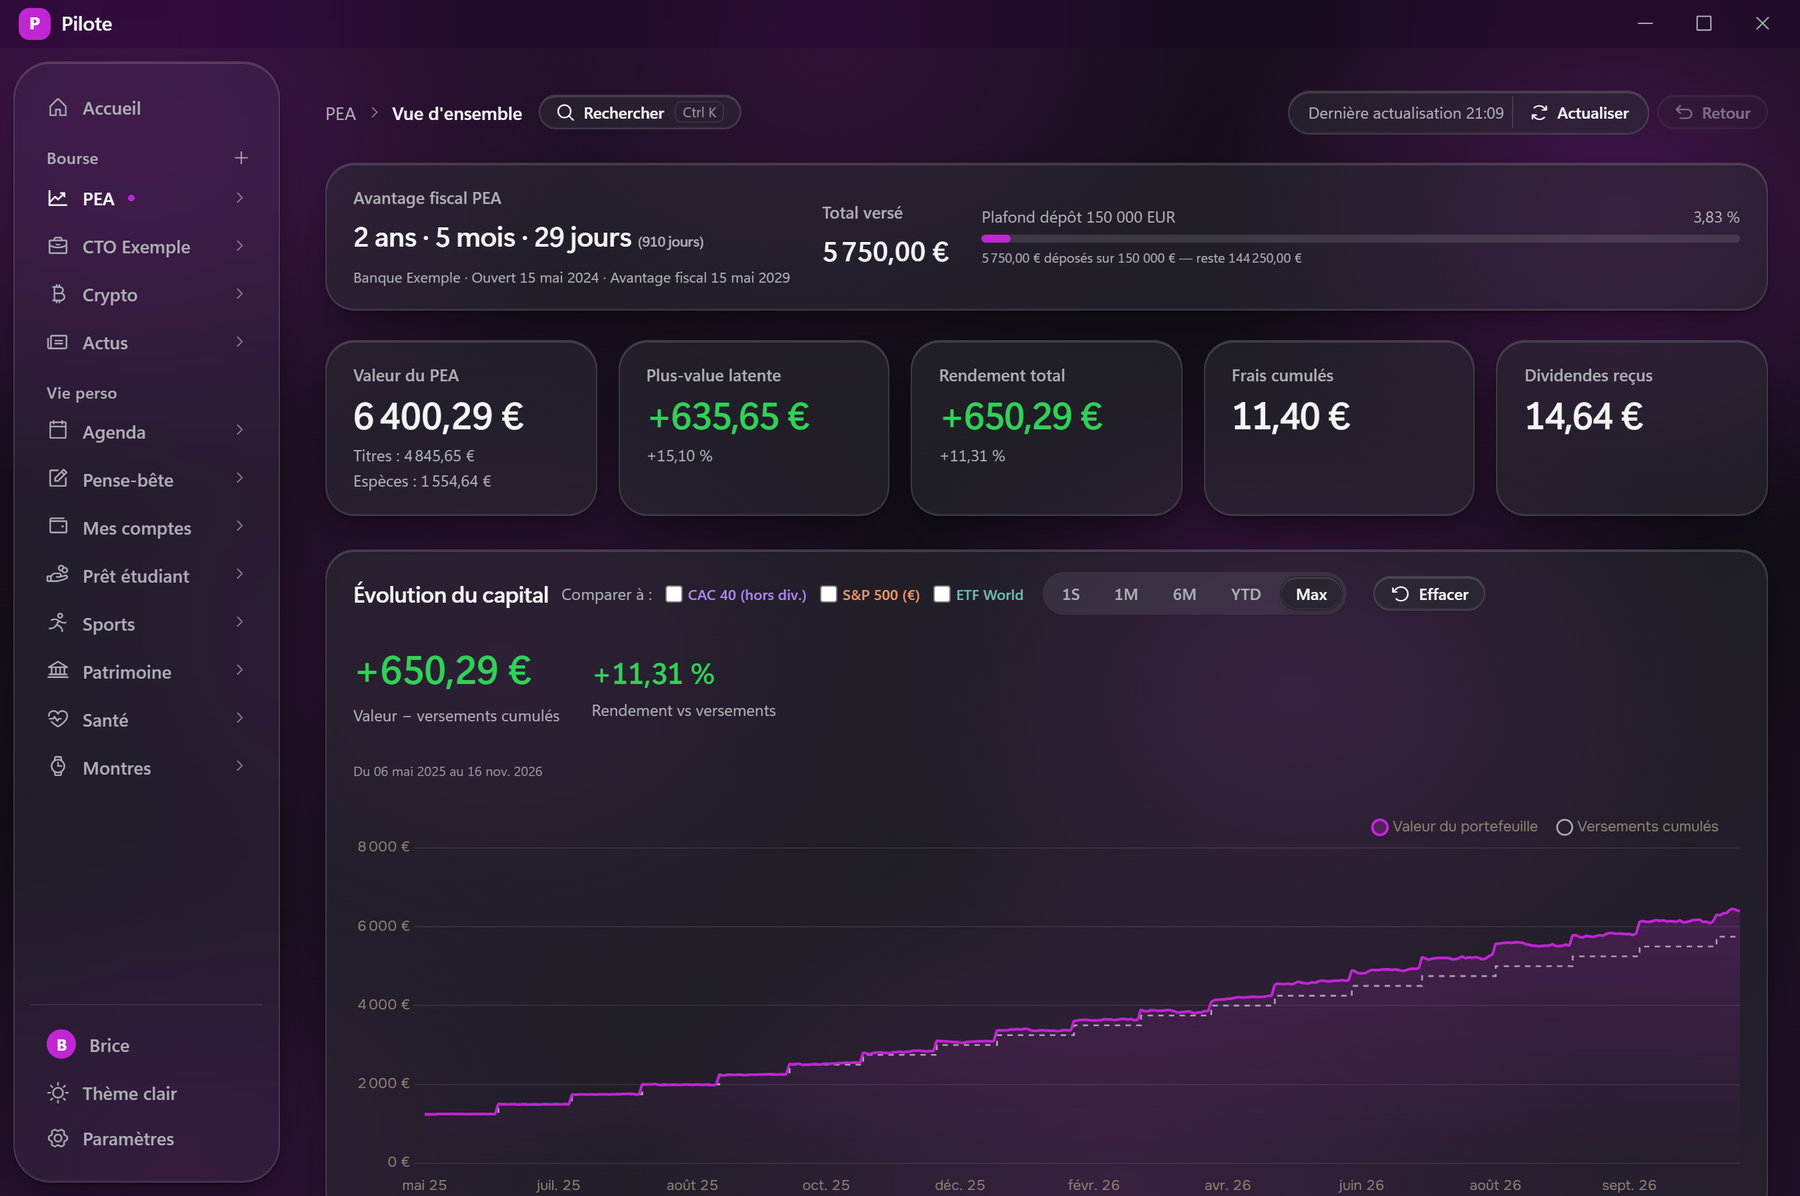 P Pilote
Accueil
Bourse
PEA
CTO Exemple
Crypto
Actus
Vie perso
Agenda
Pense-bête
Mes comptes
Prêt étudiant
Sports
Patrimoine
Santé
Montres
B Brice
Thème clair
Paramètres
PEA > Vue d'ensemble Rechercher Ctrl K Dernière actualisation 21:09 Actualiser Retour
Avantage fiscal PEA
2 ans · 5 mois · 29 jours (910 jours)
Banque Exemple · Ouvert 15 mai 2024 · Avantage fiscal 15 mai 2029
Total versé
5 750,00 €
Plafond dépôt 150 000 EUR 3,83 %
5 750,00 € déposés sur 150 000 € — reste 144 250,00 €
Valeur du PEA
6 400,29 €
Titres : 4 845,65 €
Espèces : 1 554,64 €
Plus-value latente
+635,65 €
+15,10 %
Rendement total
+650,29 €
+11,31 %
Frais cumulés
11,40 €
Dividendes reçus
14,64 €
Évolution du capital Comparer à : CAC 40 (hors div.) S&P 500 (€) ETF World 1S 1M 6M YTD Max Effacer
+650,29 €
Valeur − versements cumulés
+11,31 %
Rendement vs versements
Du 06 mai 2025 au 16 nov. 2026
Valeur du portefeuille Versements cumulés
8 000 €
6 000 €
4 000 €
2 000 €
0 €
mai 25 juil. 25 août 25 oct. 25 déc. 25 févr. 26 avr. 26 juin 26 août 26 sept. 26